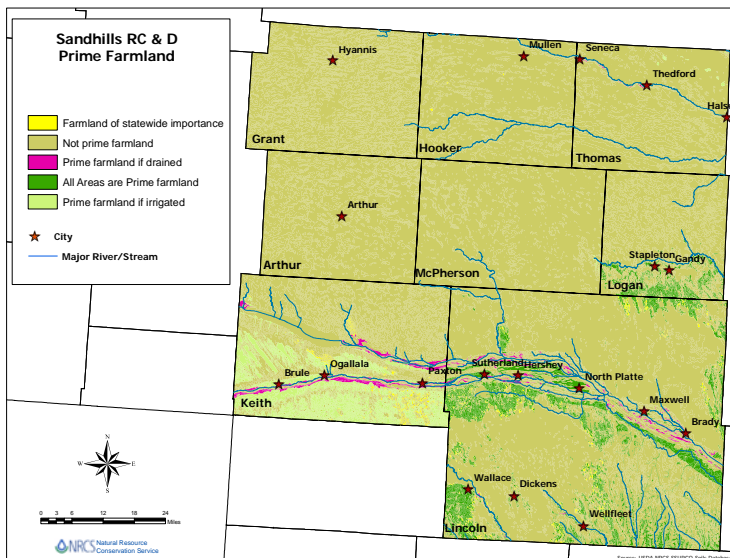 Sandhills RC & D
Prime Farmland
Farmland of statewide importance
Not prime farmland
Prime farmland if drained
All Areas are Prime farmland
Prime farmland if irrigated
City
Major River/Stream
Hyannis
Mullen
Seneca
Thedford
Halse
Grant
Hooker
Thomas
Arthur
Stapleton
Gandy
Arthur
McPherson
Logan
Ogallala
Brule
Paxton
Sutherland
Hershey
North Platte
Maxwell
Brady
Keith
Wallace
Dickens
Wellfleet
Lincoln
N
W E
S
0 3 6 12 18 24
Miles
NRCS Natural Resource
Conservation Service